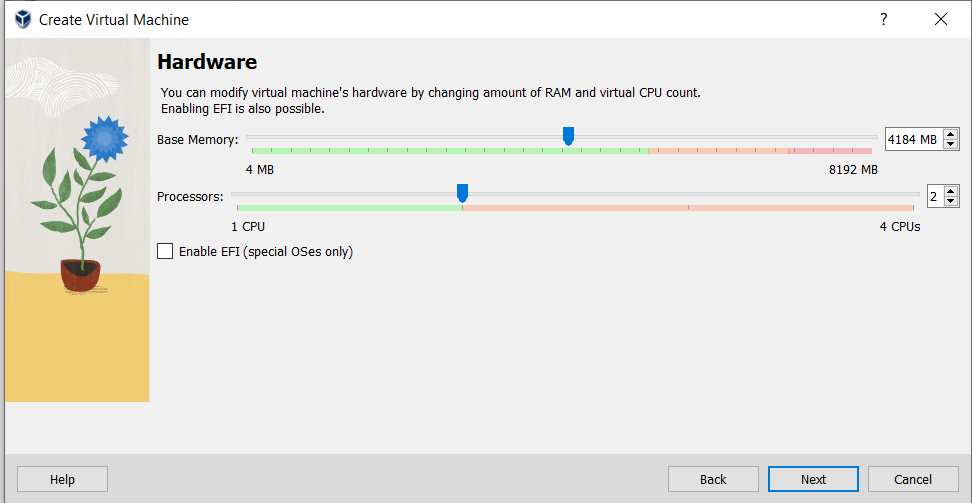 Create Virtual Machine
?
Hardware
You can modify virtual machine's hardware by changing amount of RAM and virtual CPU count.
Enabling EFI is also possible.
Base Memory:
4184 MB
4 MB
8192 MB
Processors:
2
1 CPU
4 CPUs
Enable EFI (special OSes only)
Help
Back
Next
Cancel